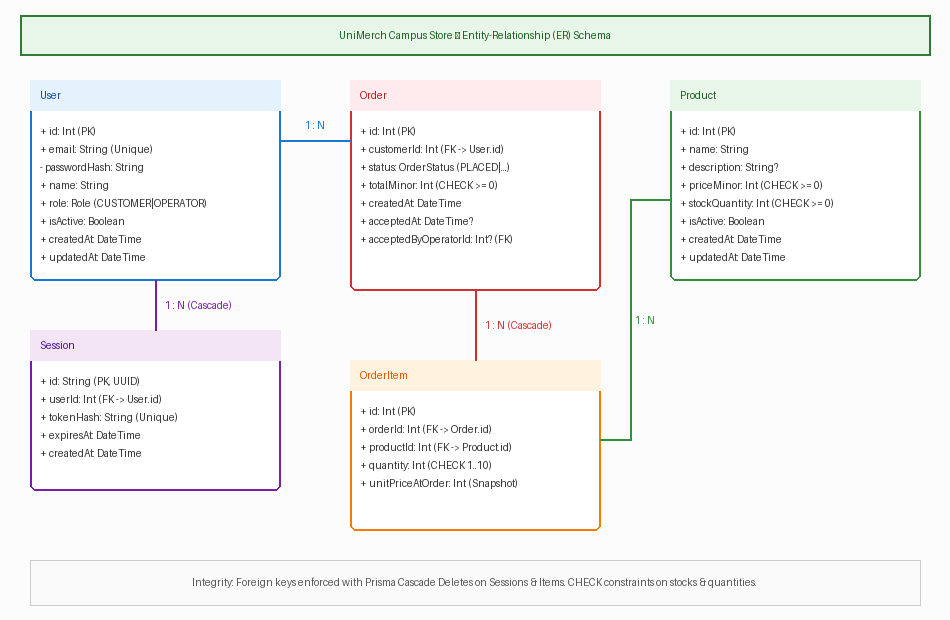 UniMerch Campus Store ▯ Entity-Relationship (ER) Schema
User
+ id: Int (PK)
+ email: String (Unique)
- passwordHash: String
+ name: String
+ role: Role (CUSTOMER|OPERATOR)
+ isActive: Boolean
+ createdAt: DateTime
+ updatedAt: DateTime
1 : N
Order
+ id: Int (PK)
+ customerId: Int (FK -> User.id)
+ status: OrderStatus (PLACED|...)
+ totalMinor: Int (CHECK >= 0)
+ createdAt: DateTime
+ acceptedAt: DateTime?
+ acceptedByOperatorId: Int? (FK)
Product
+ id: Int (PK)
+ name: String
+ description: String?
+ priceMinor: Int (CHECK >= 0)
+ stockQuantity: Int (CHECK >= 0)
+ isActive: Boolean
+ createdAt: DateTime
+ updatedAt: DateTime
1 : N (Cascade)
1 : N (Cascade)
1 : N
Session
+ id: String (PK, UUID)
+ userId: Int (FK -> User.id)
+ tokenHash: String (Unique)
+ expiresAt: DateTime
+ createdAt: DateTime
OrderItem
+ id: Int (PK)
+ orderId: Int (FK -> Order.id)
+ productId: Int (FK -> Product.id)
+ quantity: Int (CHECK 1..10)
+ unitPriceAtOrder: Int (Snapshot)
Integrity: Foreign keys enforced with Prisma Cascade Deletes on Sessions & Items. CHECK constraints on stocks & quantities.